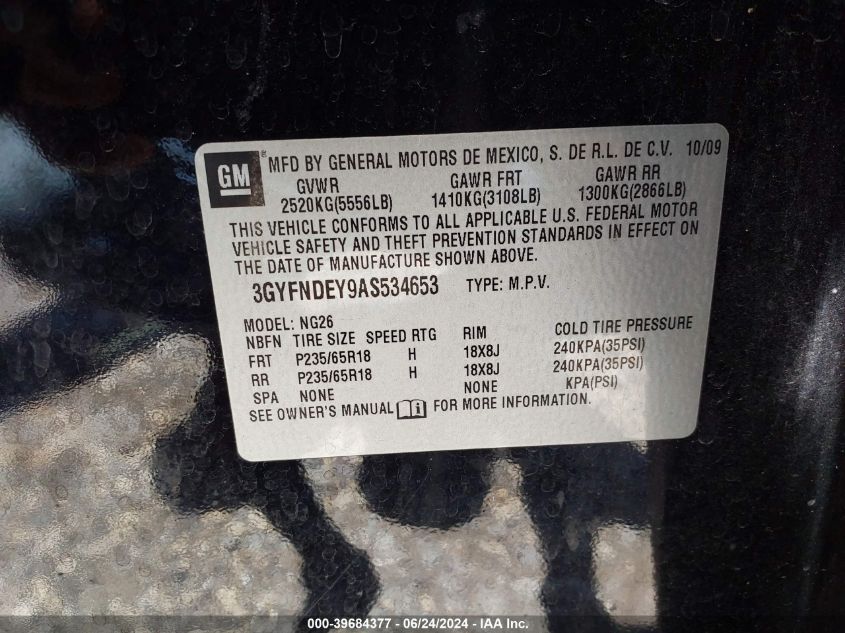 GM ® MFD BY GENERAL MOTORS DE MEXICO, S. DE R.L. DE C.V. 10/09
GVWR GAWR FRT GAWR RR
2520KG(5556LB) 1410KG(3108LB) 1300KG(2866LB)
THIS VEHICLE CONFORMS TO ALL APPLICABLE U.S. FEDERAL MOTOR
VEHICLE SAFETY AND THEFT PREVENTION STANDARDS IN EFFECT ON
THE DATE OF MANUFACTURE SHOWN ABOVE.
3GYFNDEY9AS534653 TYPE: M.P.V.
MODEL: NG26
NBFN TIRE SIZE SPEED RTG RIM COLD TIRE PRESSURE
FRT P235/65R18 H 18X8J 240KPA(35PSI)
RR P235/65R18 H 18X8J 240KPA(35PSI)
SPA NONE NONE KPA(PSI)
SEE OWNER'S MANUAL FOR MORE INFORMATION.
000-39684377 - 06/24/2024 - IAA Inc.